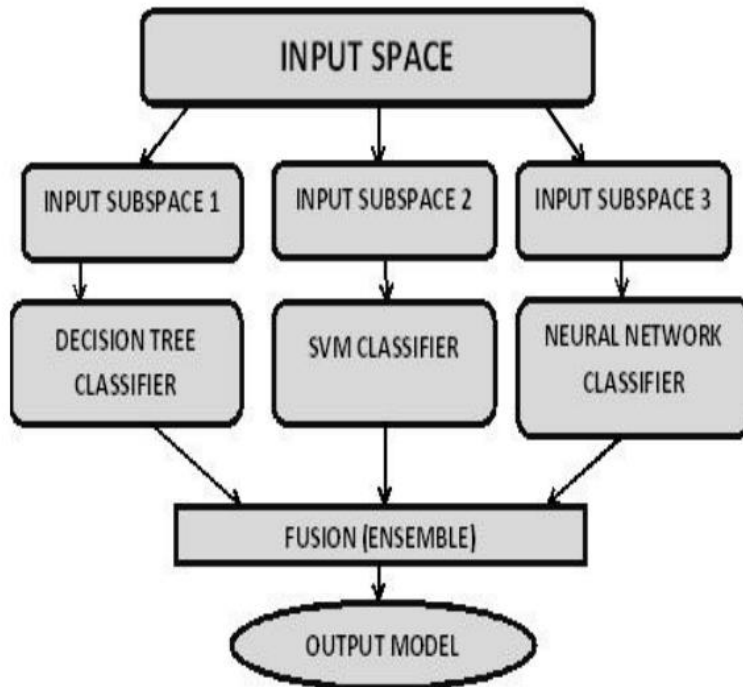 INPUT SPACE
INPUT SUBSPACE 1
INPUT SUBSPACE 2
INPUT SUBSPACE 3
DECISION TREE
CLASSIFIER
SVM CLASSIFIER
NEURAL NETWORK
CLASSIFIER
FUSION (ENSEMBLE)
OUTPUT MODEL